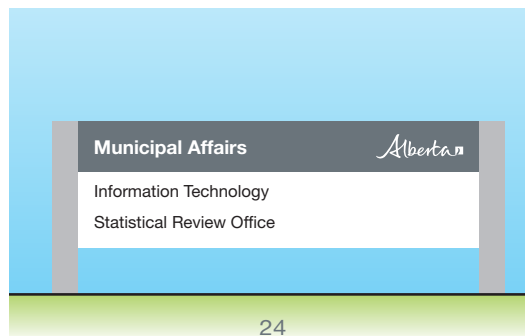 Municipal Affairs Alberta
Information Technology
Statistical Review Office
24